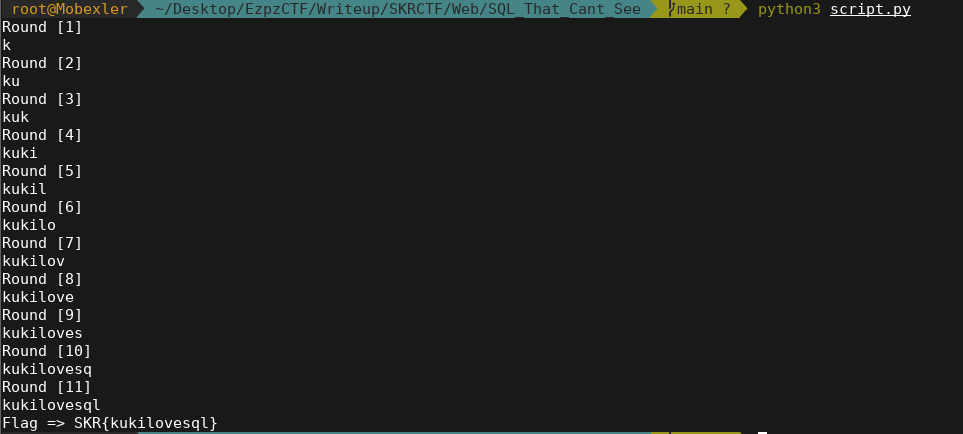 root@Mobexler ~/Desktop/EzpzCTF/Writeup/SKRCTF/Web/SQL_That_Cant_See main ? python3 script.py
Round [1]
k
Round [2]
ku
Round [3]
kuk
Round [4]
kuki
Round [5]
kukil
Round [6]
kukilo
Round [7]
kukilov
Round [8]
kukilove
Round [9]
kukiloves
Round [10]
kukilovesq
Round [11]
kukilovesql
Flag => SKR{kukilovesql}